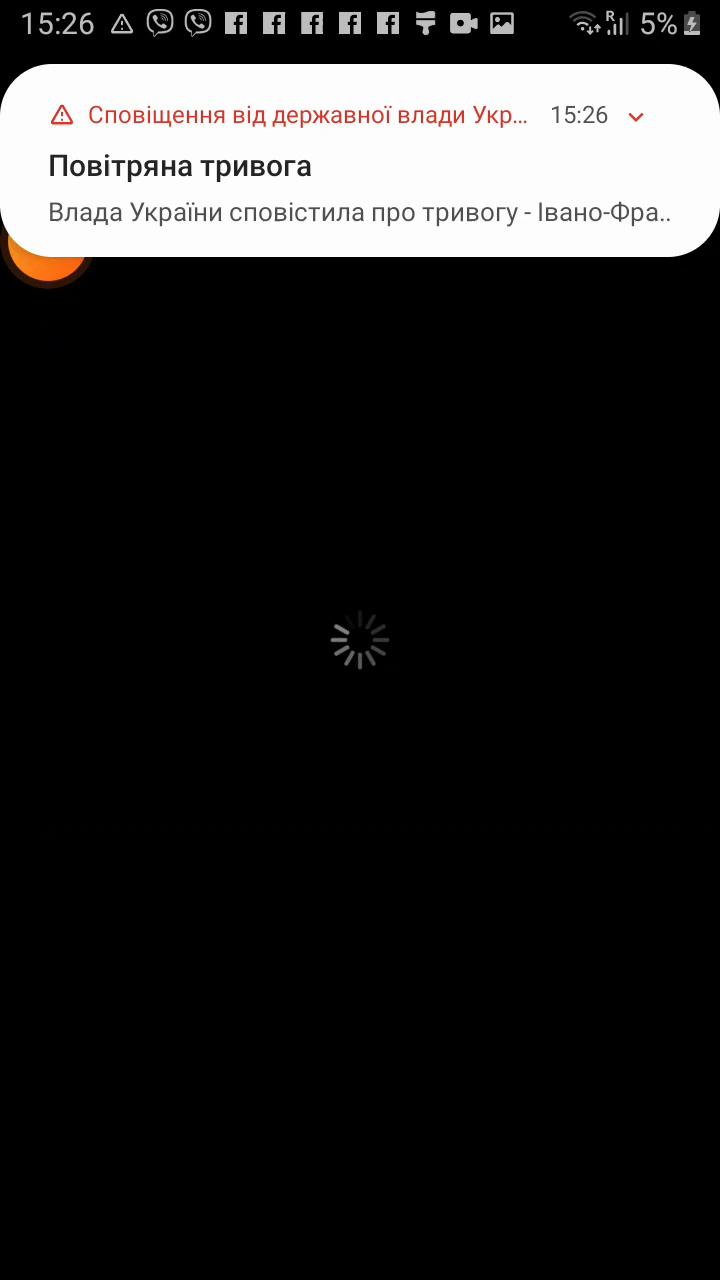 15:26 R 5%
Сповіщення від державної влади Укр... 15:26
Повітряна тривога
Влада України сповістила про тривогу - Івано-Фра..